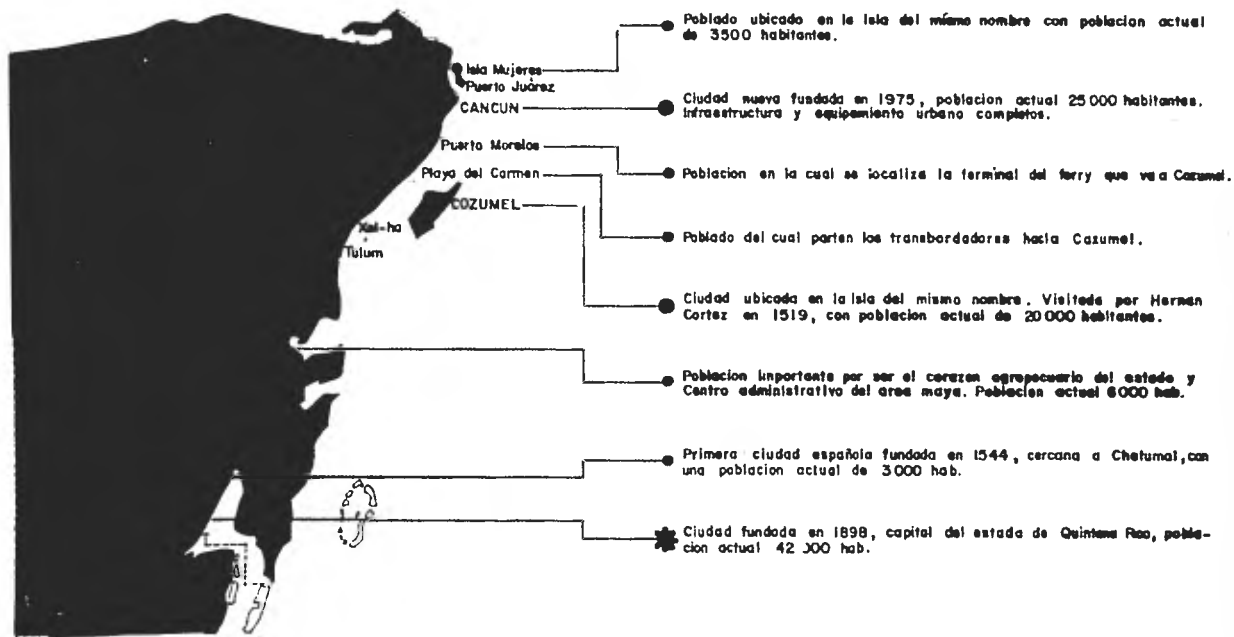 Poblado ubicado en la Isla del mismo nombre con poblacion actual
de 3500 habitantes.
Isla Mujeres
Puerto Juárez
CANCUN
Ciudad nueva fundada en 1975, poblacion actual 25000 habitantes.
Infraestructura y equipamiento urbano completos.
Puerto Morelos
Poblacion en la cual se localiza la terminal del ferry que va a Cozumel.
Playa del Carmen
COZUMEL
Xel-ha
Tulum
Poblado del cual parten los transbordadores hacia Cozumel.
Ciudad ubicada en la Isla del mismo nombre. Visitada por Hernan
Cortez en 1519, con poblacion actual de 20000 habitantes.
Poblacion importante por ser el corazon agropecuario del estado y
Centro administrativo del area maya. Poblacion actual 6000 hab.
Primera ciudad española fundada en 1544, cercana a Chetumal, con
una poblacion actual de 3000 hab.
Ciudad fundada en 1898, capital del estado de Quintana Roo, pobla-
cion actual 42 000 hab.